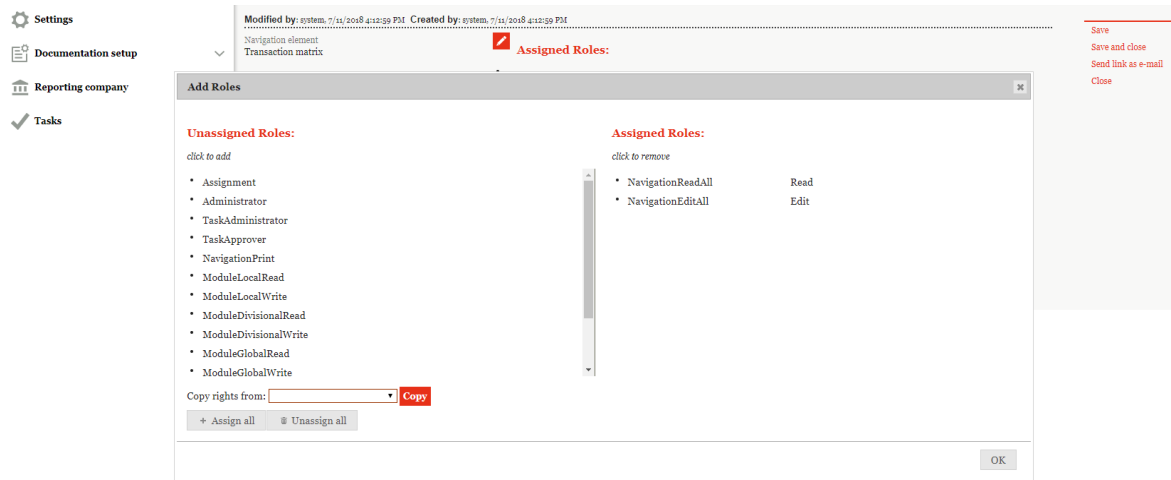 Settings
Documentation setup
Reporting company
Tasks
Modified by: system, 7/11/2018 4:12:59 PM Created by: system, 7/11/2018 4:12:59 PM
Navigation element
Transaction matrix
Assigned Roles:
Save
Save and close
Send link as e-mail
Close
Add Roles
Unassigned Roles:
click to add
• Assignment
• Administrator
• TaskAdministrator
• TaskApprover
• NavigationPrint
• ModuleLocalRead
• ModuleLocalWrite
• ModuleDivisionalRead
• ModuleDivisionalWrite
• ModuleGlobalRead
• ModuleGlobalWrite
Copy rights from: Copy
+ Assign all Unassign all
Assigned Roles:
click to remove
• NavigationReadAll Read
• NavigationEditAll Edit
OK